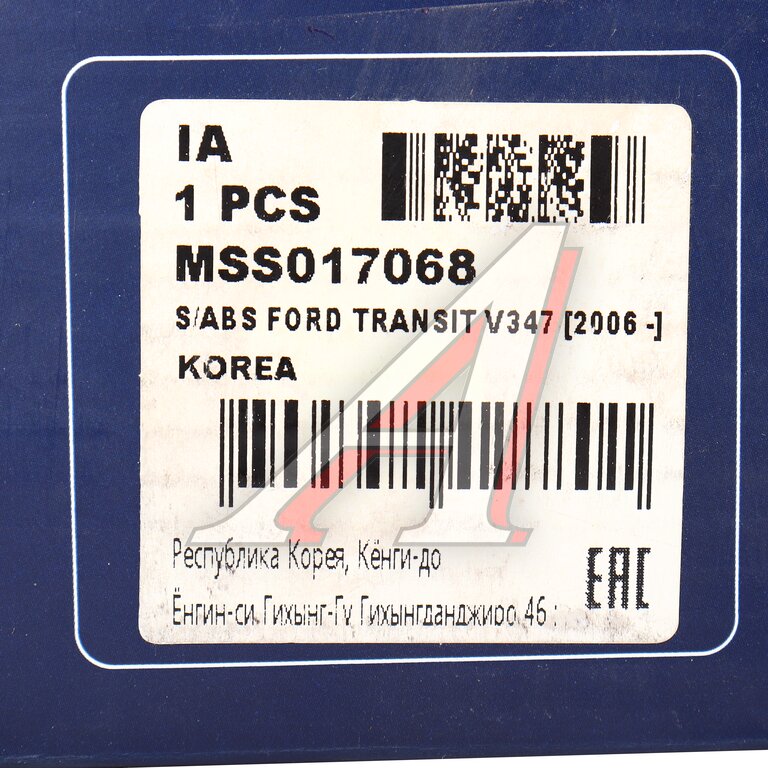 IA
1 PCS
MSS017068
S/ABS FORD TRANSIT V347 [2006 -]
KOREA
Республика Корея, Кёнги-до
Ёнгин-си, Гихынг-Гу, Гихынгданджиро 46 :
EAC